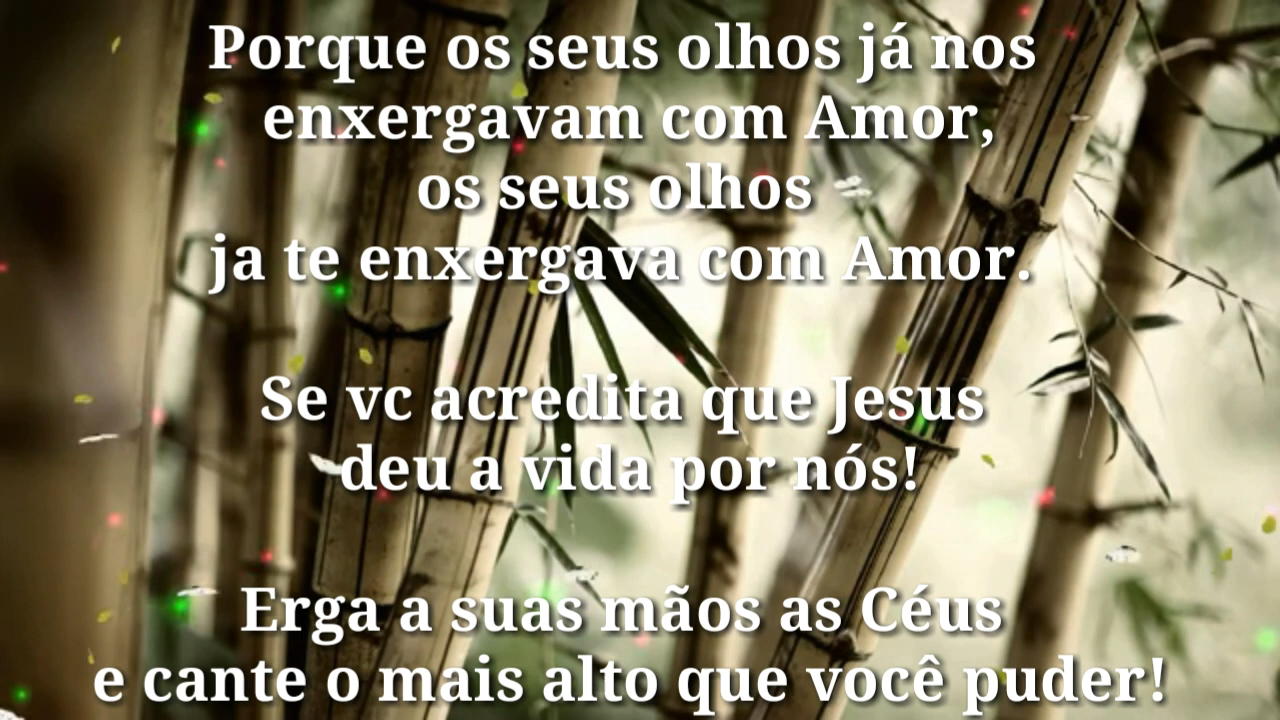 Porque os seus olhos já nos
enxergavam com Amor,
os seus olhos
ja te enxergava com Amor.
Se vc acredita que Jesus
deu a vida por nós!
Erga a suas mãos as Céus
e cante o mais alto que você puder!